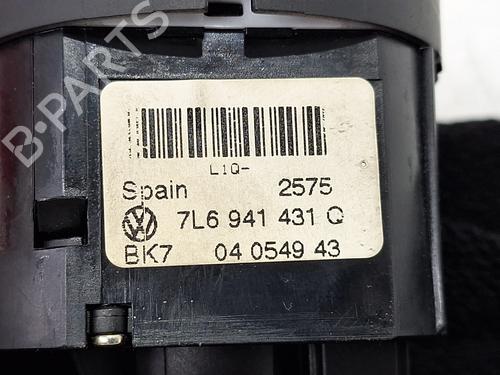 B-PARTS
L1Q-
Spain 2575
7L6 941 431 Q
BK7 04 0549 43